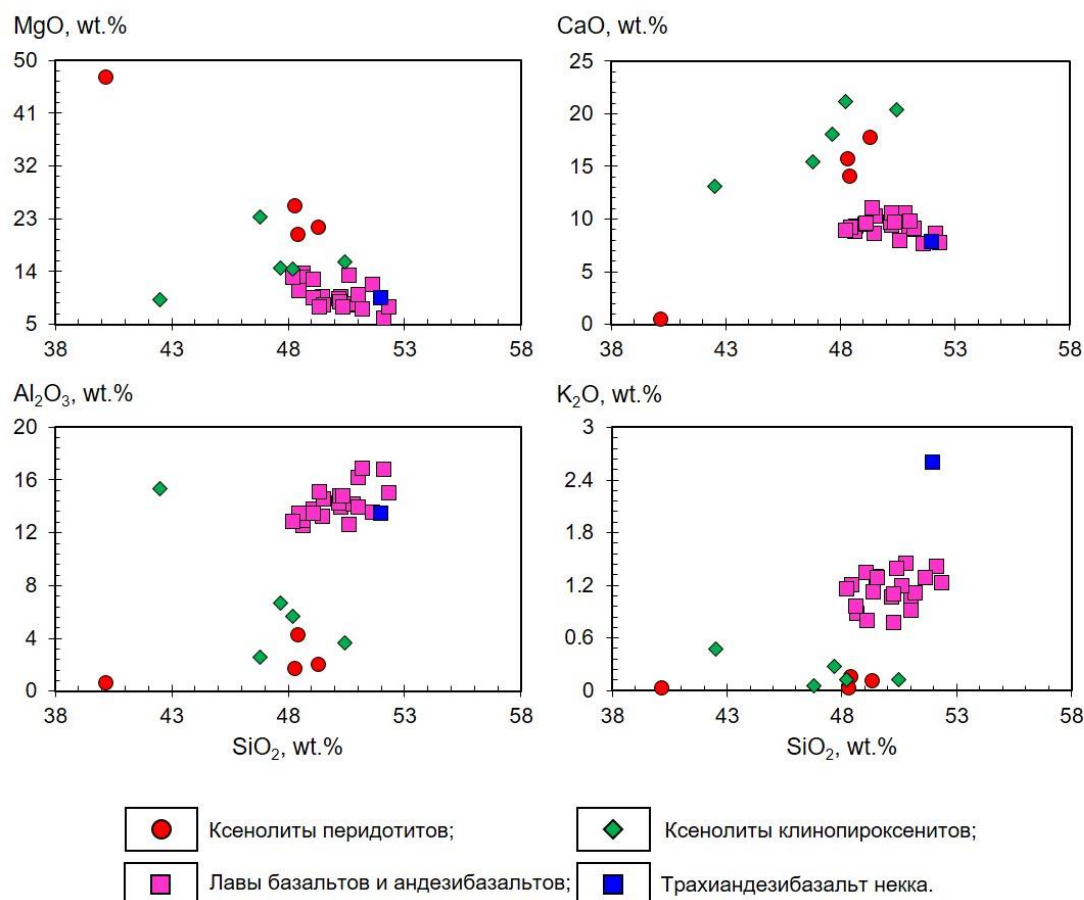 MgO, wt.%
50
41
32
23
14
5
38 43 48 53 58
CaO, wt.%
25
20
15
10
5
0
38 43 48 53 58
Al₂O₃, wt.%
20
16
12
8
4
0
38 43 48 53 58
SiO₂, wt.%
K₂O, wt.%
3
2.4
1.8
1.2
0.6
0
38 43 48 53 58
SiO₂, wt.%
Ксенолиты перидотитов;
Ксенолиты клинопироксенитов;
Лавы базальтов и андезибазальтов;
Трахиандезибазальт некка.